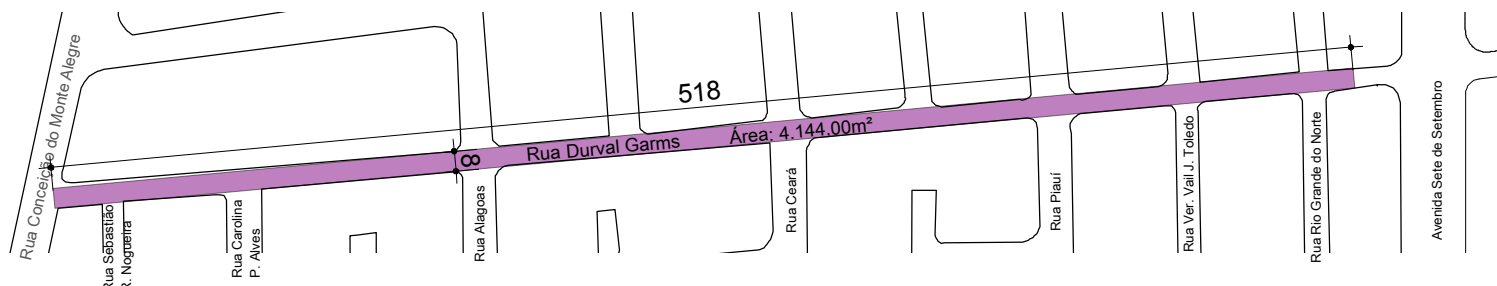 Rua Conceição do Monte Alegre
518
8
Rua Durval Garms
Área: 4.144,00m²
Rua Sebastião
R. Nogueira
Rua Carolina
P. Alves
Rua Alagoas
Rua Ceará
Rua Piauí
Rua Ver. Vail J. Toledo
Rua Rio Grande do Norte
Avenida Sete de Setembro